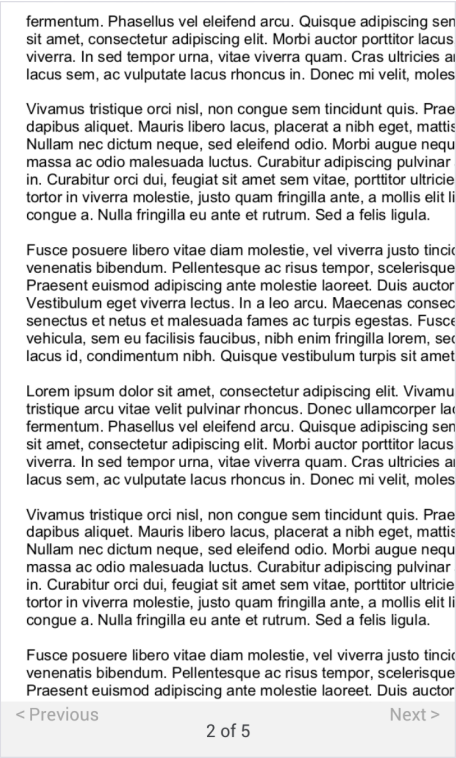 fermentum. Phasellus vel eleifend arcu. Quisque adipiscing sen
sit amet, consectetur adipiscing elit. Morbi auctor porttitor lacus
viverra. In sed tempor urna, vitae viverra quam. Cras ultricies a
lacus sem, ac vulputate lacus rhoncus in. Donec mi velit, moles
Vivamus tristique orci nisl, non congue sem tincidunt quis. Prae
dapibus aliquet. Mauris libero lacus, placerat a nibh eget, mattis
Nullam nec dictum neque, sed eleifend odio. Morbi augue nequ
massa ac odio malesuada luctus. Curabitur adipiscing pulvinar
in. Curabitur orci dui, feugiat sit amet sem vitae, porttitor ultricie
tortor in viverra molestie, justo quam fringilla ante, a mollis elit li
congue a. Nulla fringilla eu ante et rutrum. Sed a felis ligula.
Fusce posuere libero vitae diam molestie, vel viverra justo tinci
venenatis bibendum. Pellentesque ac risus tempor, scelerisque
Praesent euismod adipiscing ante molestie laoreet. Duis auctor
Vestibulum eget viverra lectus. In a leo arcu. Maecenas consec
senectus et netus et malesuada fames ac turpis egestas. Fusce
vehicula, sem eu facilisis faucibus, nibh enim fringilla lorem, sec
lacus id, condimentum nibh. Quisque vestibulum turpis sit amet
Lorem ipsum dolor sit amet, consectetur adipiscing elit. Vivamu
tristique arcu vitae velit pulvinar rhoncus. Donec ullamcorper la
fermentum. Phasellus vel eleifend arcu. Quisque adipiscing sen
sit amet, consectetur adipiscing elit. Morbi auctor porttitor lacus
viverra. In sed tempor urna, vitae viverra quam. Cras ultricies a
lacus sem, ac vulputate lacus rhoncus in. Donec mi velit, moles
Vivamus tristique orci nisl, non congue sem tincidunt quis. Prae
dapibus aliquet. Mauris libero lacus, placerat a nibh eget, mattis
Nullam nec dictum neque, sed eleifend odio. Morbi augue nequ
massa ac odio malesuada luctus. Curabitur adipiscing pulvinar
in. Curabitur orci dui, feugiat sit amet sem vitae, porttitor ultricie
tortor in viverra molestie, justo quam fringilla ante, a mollis elit li
congue a. Nulla fringilla eu ante et rutrum. Sed a felis ligula.
Fusce posuere libero vitae diam molestie, vel viverra justo tinci
venenatis bibendum. Pellentesque ac risus tempor, scelerisque
Praesent euismod adipiscing ante molestie laoreet. Duis auctor
< Previous
Next >
2 of 5